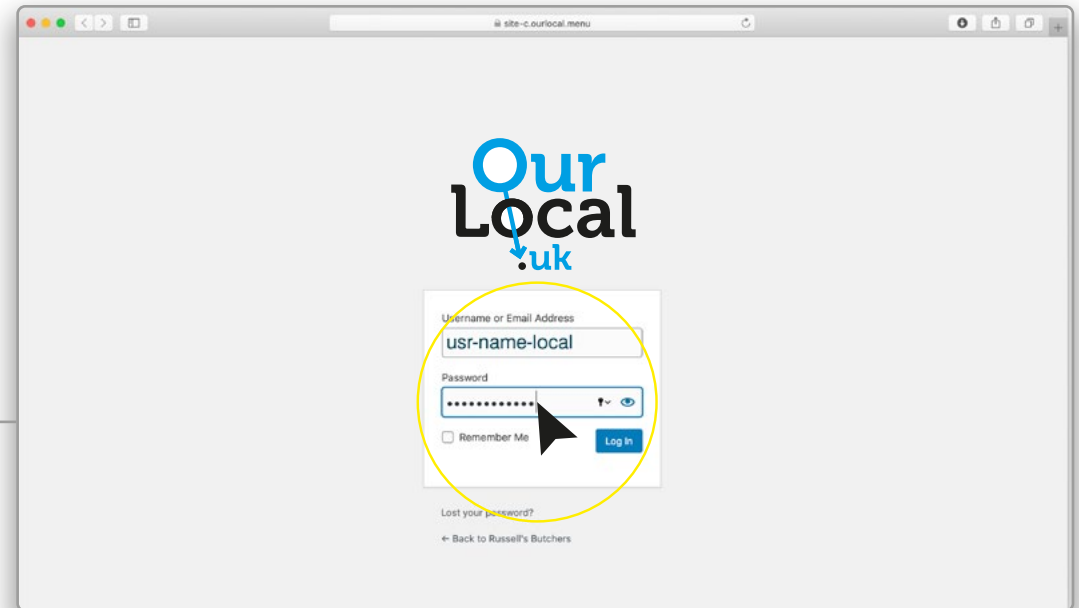 site-c.ourlocal.menu
Our
Local
.uk
Username or Email Address
usr-name-local
Password
••••••••••••
Remember Me
Log In
Lost your password?
← Back to Russell's Butchers